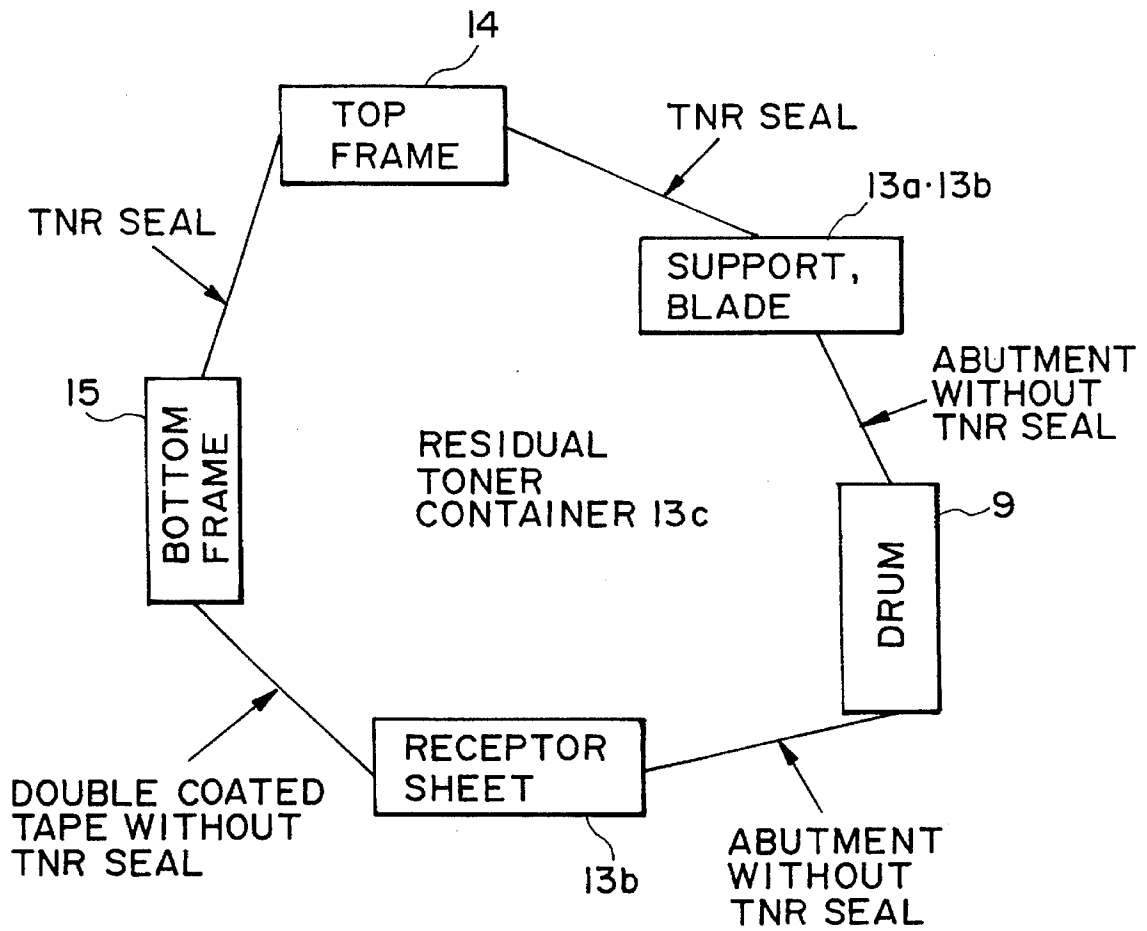 14
TOP
FRAME
TNR SEAL
13a·13b
SUPPORT,
BLADE
TNR SEAL
ABUTMENT
WITHOUT
TNR SEAL
15
BOTTOM
FRAME
RESIDUAL
TONER
CONTAINER 13c
9
DRUM
RECEPTOR
SHEET
13b
DOUBLE COATED
TAPE WITHOUT
TNR SEAL
ABUTMENT
WITHOUT
TNR SEAL